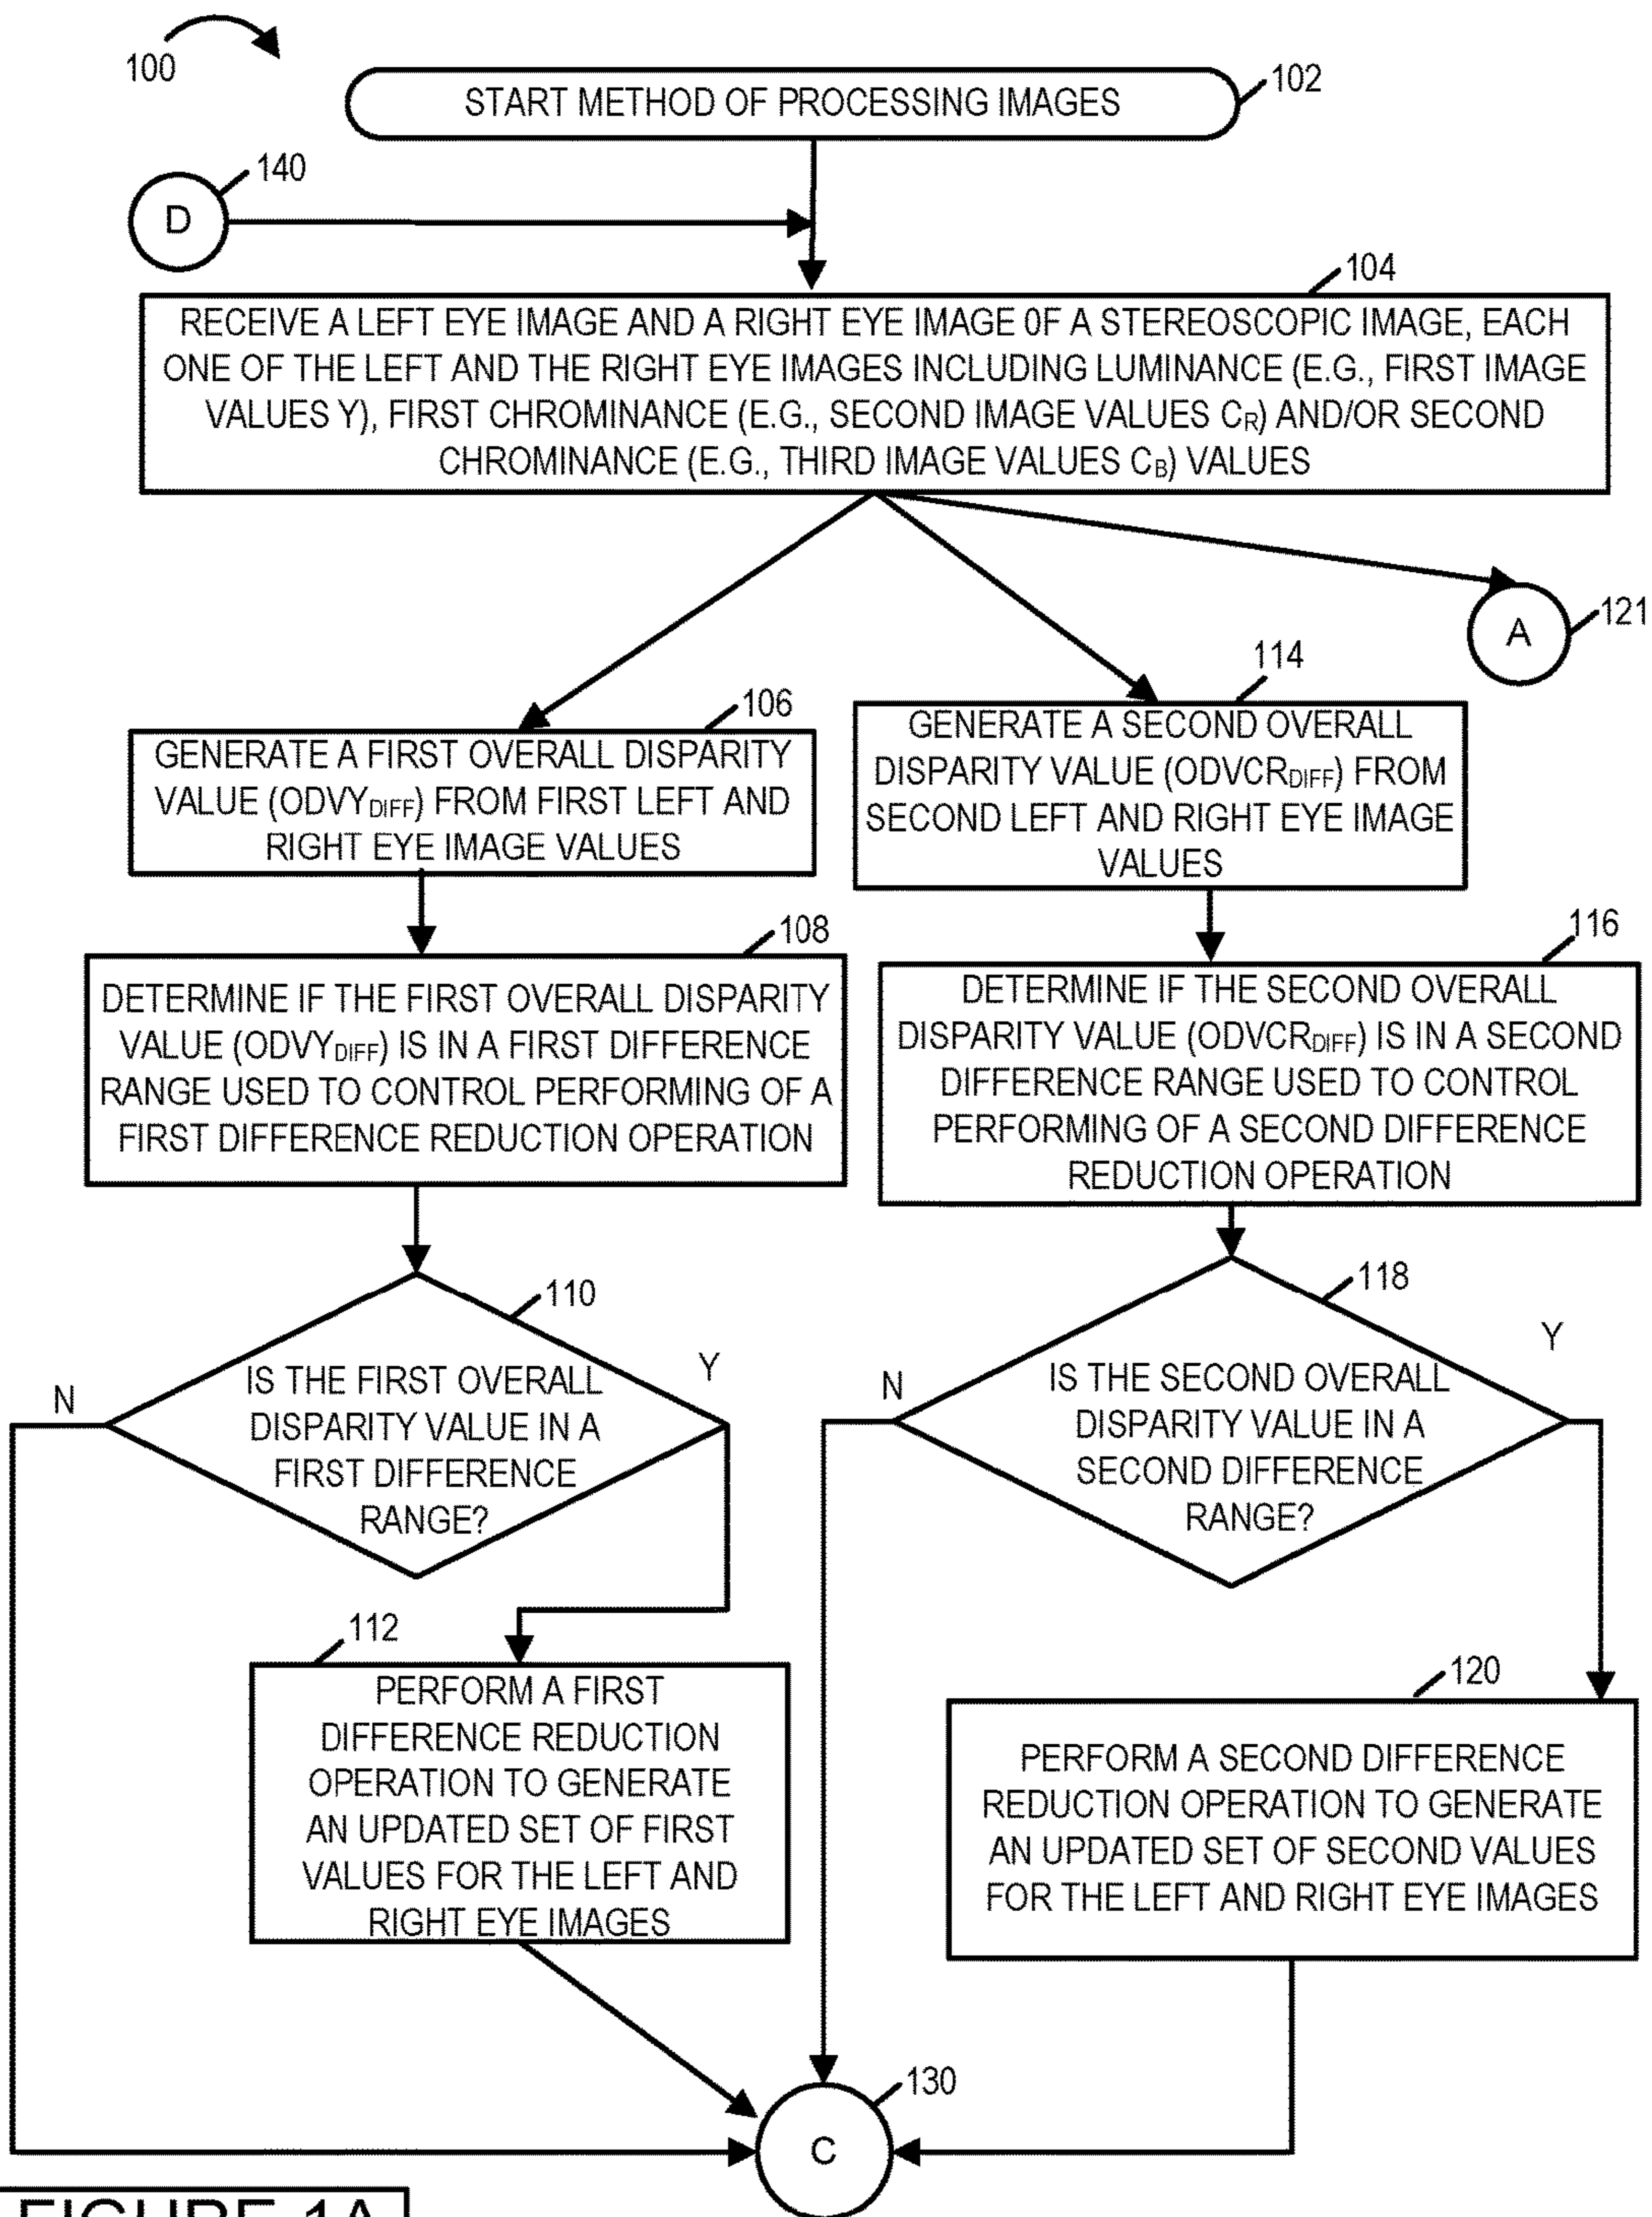 100
START METHOD OF PROCESSING IMAGES
102
140
D
104
RECEIVE A LEFT EYE IMAGE AND A RIGHT EYE IMAGE 0F A STEREOSCOPIC IMAGE, EACH
ONE OF THE LEFT AND THE RIGHT EYE IMAGES INCLUDING LUMINANCE (E.G., FIRST IMAGE
VALUES Y), FIRST CHROMINANCE (E.G., SECOND IMAGE VALUES CR) AND/OR SECOND
CHROMINANCE (E.G., THIRD IMAGE VALUES CB) VALUES
A
121
106
GENERATE A FIRST OVERALL DISPARITY
VALUE (ODVYDIFF) FROM FIRST LEFT AND
RIGHT EYE IMAGE VALUES
114
GENERATE A SECOND OVERALL
DISPARITY VALUE (ODVCRDIFF) FROM
SECOND LEFT AND RIGHT EYE IMAGE
VALUES
108
DETERMINE IF THE FIRST OVERALL DISPARITY
VALUE (ODVYDIFF) IS IN A FIRST DIFFERENCE
RANGE USED TO CONTROL PERFORMING OF A
FIRST DIFFERENCE REDUCTION OPERATION
116
DETERMINE IF THE SECOND OVERALL
DISPARITY VALUE (ODVCRDIFF) IS IN A SECOND
DIFFERENCE RANGE USED TO CONTROL
PERFORMING OF A SECOND DIFFERENCE
REDUCTION OPERATION
110
N
Y
IS THE FIRST OVERALL
DISPARITY VALUE IN A
FIRST DIFFERENCE
RANGE?
118
N
Y
IS THE SECOND OVERALL
DISPARITY VALUE IN A
SECOND DIFFERENCE
RANGE?
112
PERFORM A FIRST
DIFFERENCE REDUCTION
OPERATION TO GENERATE
AN UPDATED SET OF FIRST
VALUES FOR THE LEFT AND
RIGHT EYE IMAGES
120
PERFORM A SECOND DIFFERENCE
REDUCTION OPERATION TO GENERATE
AN UPDATED SET OF SECOND VALUES
FOR THE LEFT AND RIGHT EYE IMAGES
130
C
FIGURE 1A